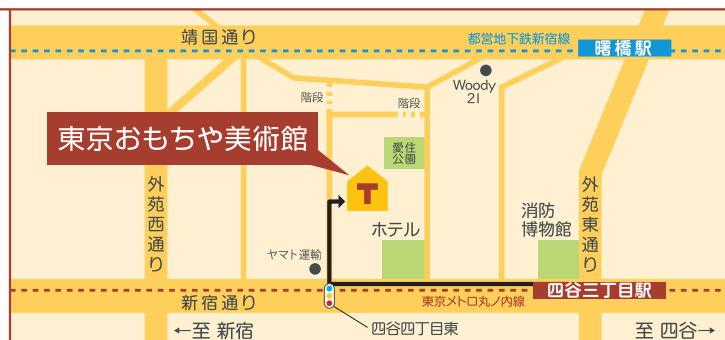 靖国通り
都営地下鉄新宿線
曙橋駅
Woody
21
階段
階段
東京おもちゃ美術館
愛住
公園
T
外苑西通り
ホテル
消防
博物館
外苑東通り
ヤマト運輸
四谷三丁目駅
新宿通り
東京メトロ丸ノ内線
四谷四丁目東
←至 新宿
至 四谷→